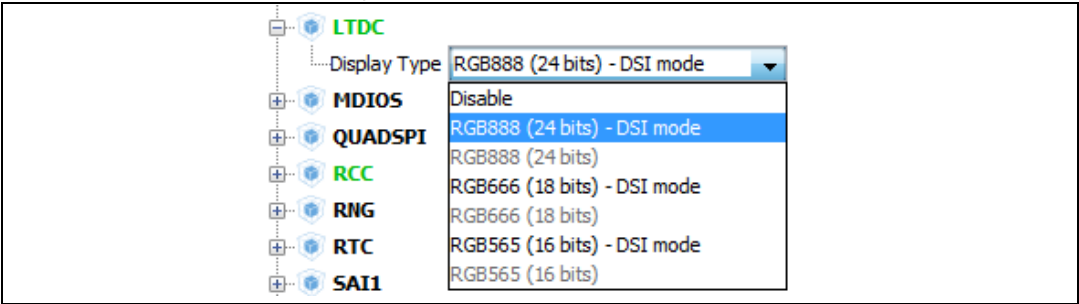 LTDC
Display Type RGB888 (24 bits) - DSI mode
MDIOS
Disable
QUADSPI
RGB888 (24 bits) - DSI mode
RGB888 (24 bits)
RCC
RGB666 (18 bits) - DSI mode
RNG
RGB666 (18 bits)
RTC
RGB565 (16 bits) - DSI mode
SAI1
RGB565 (16 bits)